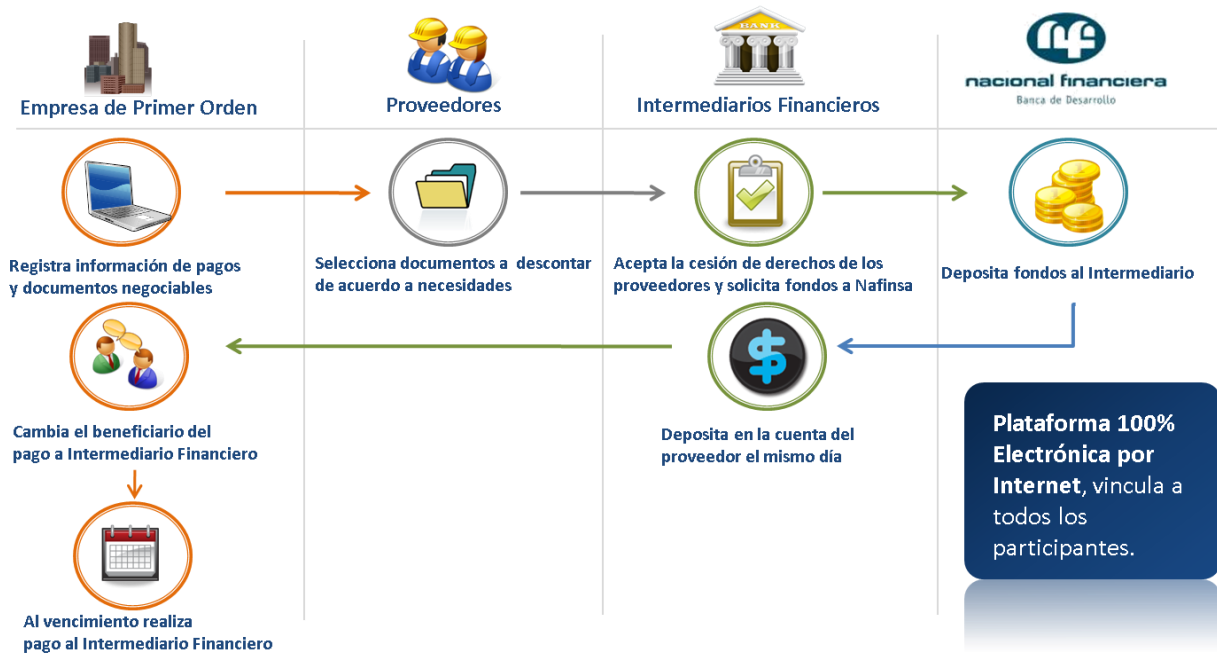 BANK
nf
nacional financiera
Banca de Desarrollo
Empresa de Primer Orden
Proveedores
Intermediarios Financieros
Registra información de pagos
y documentos negociables
Selecciona documentos a descontar
de acuerdo a necesidades
Acepta la cesión de derechos de los
proveedores y solicita fondos a Nafinsa
Deposita fondos al Intermediario
Cambia el beneficiario del
pago a Intermediario Financiero
$
Deposita en la cuenta del
proveedor el mismo día
Plataforma 100%
Electrónica por
Internet, vincula a
todos los
participantes.
Al vencimiento realiza
pago al Intermediario Financiero